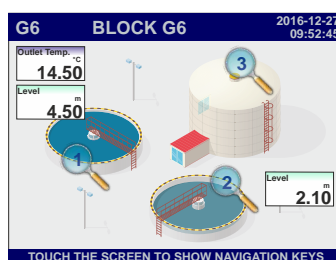 G6 BLOCK G6 2016-12-27
09:52:45
Outlet Temp.
°C
14.50
Level
m
4.50
3
1
2
Level
m
2.10
TOUCH THE SCREEN TO SHOW NAVIGATION KEYS